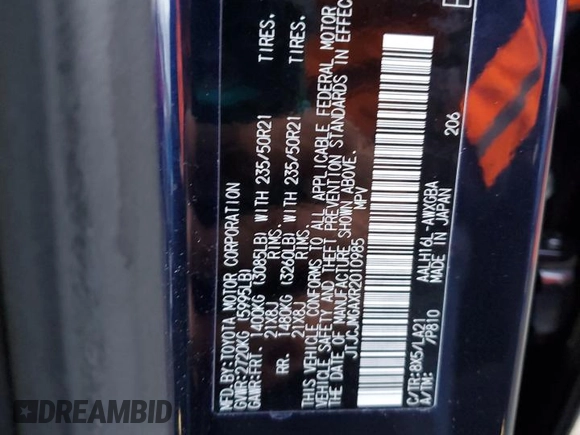 MFD.BY:TOYOTA MOTOR CORPORATION
GVWR:2720KG (5995LB)
GAWR:FRT. 1400KG (3085LB) WITH 235/50R21 TIRES.
21X8J RIMS.
RR. 1480KG (3260LB) WITH 235/50R21 TIRES.
21X8J RIMS.
THIS VEHICLE CONFORMS TO ALL APPLICABLE FEDERAL MOTOR
VEHICLE SAFETY AND THEFT PREVENTION STANDARDS IN EFFEC
ON THE DATE OF MANUFACTURE SHOWN ABOVE.
JTJCJMGAXR2010985 MPV
206
C/TR:8X5/LA21 AALH16L-AWXGBA
A/TM: /P810 MADE IN JAPAN
DREAMBID